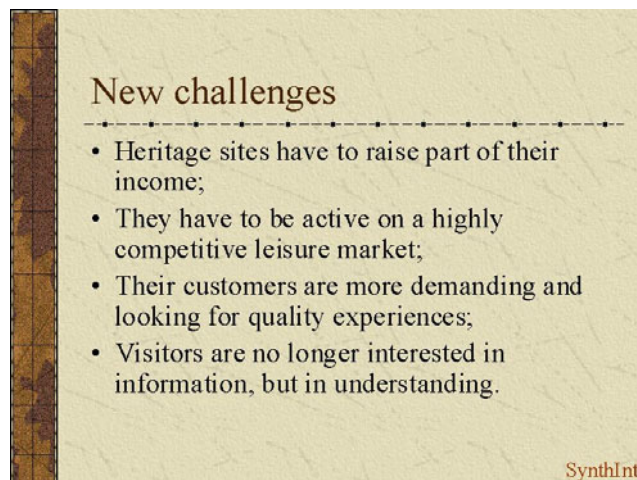 New challenges
• Heritage sites have to raise part of their
income;
• They have to be active on a highly
competitive leisure market;
• Their customers are more demanding and
looking for quality experiences;
• Visitors are no longer interested in
information, but in understanding.
SynthInt